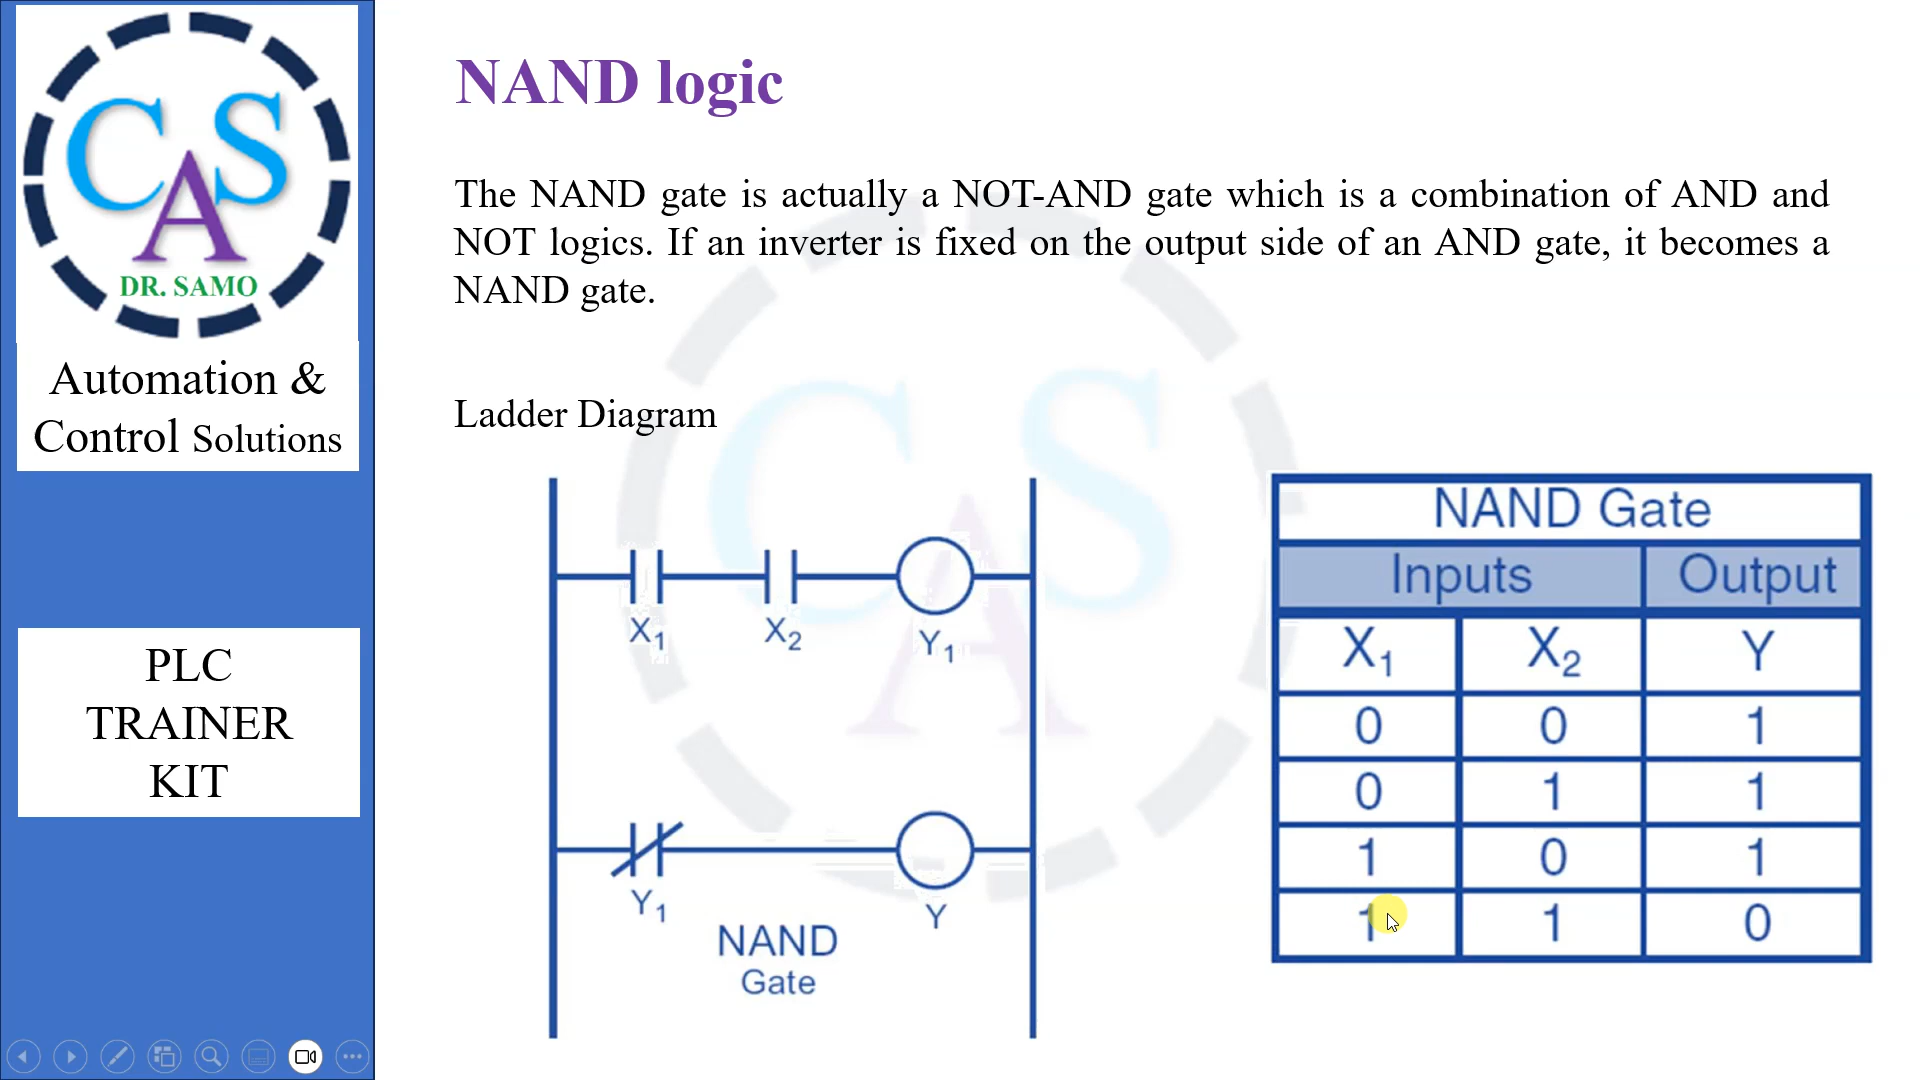 CAS
DR. SAMO
Automation &
Control Solutions
PLC
TRAINER
KIT
NAND logic
The NAND gate is actually a NOT-AND gate which is a combination of AND and
NOT logics. If an inverter is fixed on the output side of an AND gate, it becomes a
NAND gate.
Ladder Diagram
X₁ X₂ Y₁
Y₁ Y
NAND
Gate
NAND Gate
Inputs Output
X₁ X₂ Y
0 0 1
0 1 1
1 0 1
1 1 0
CAS